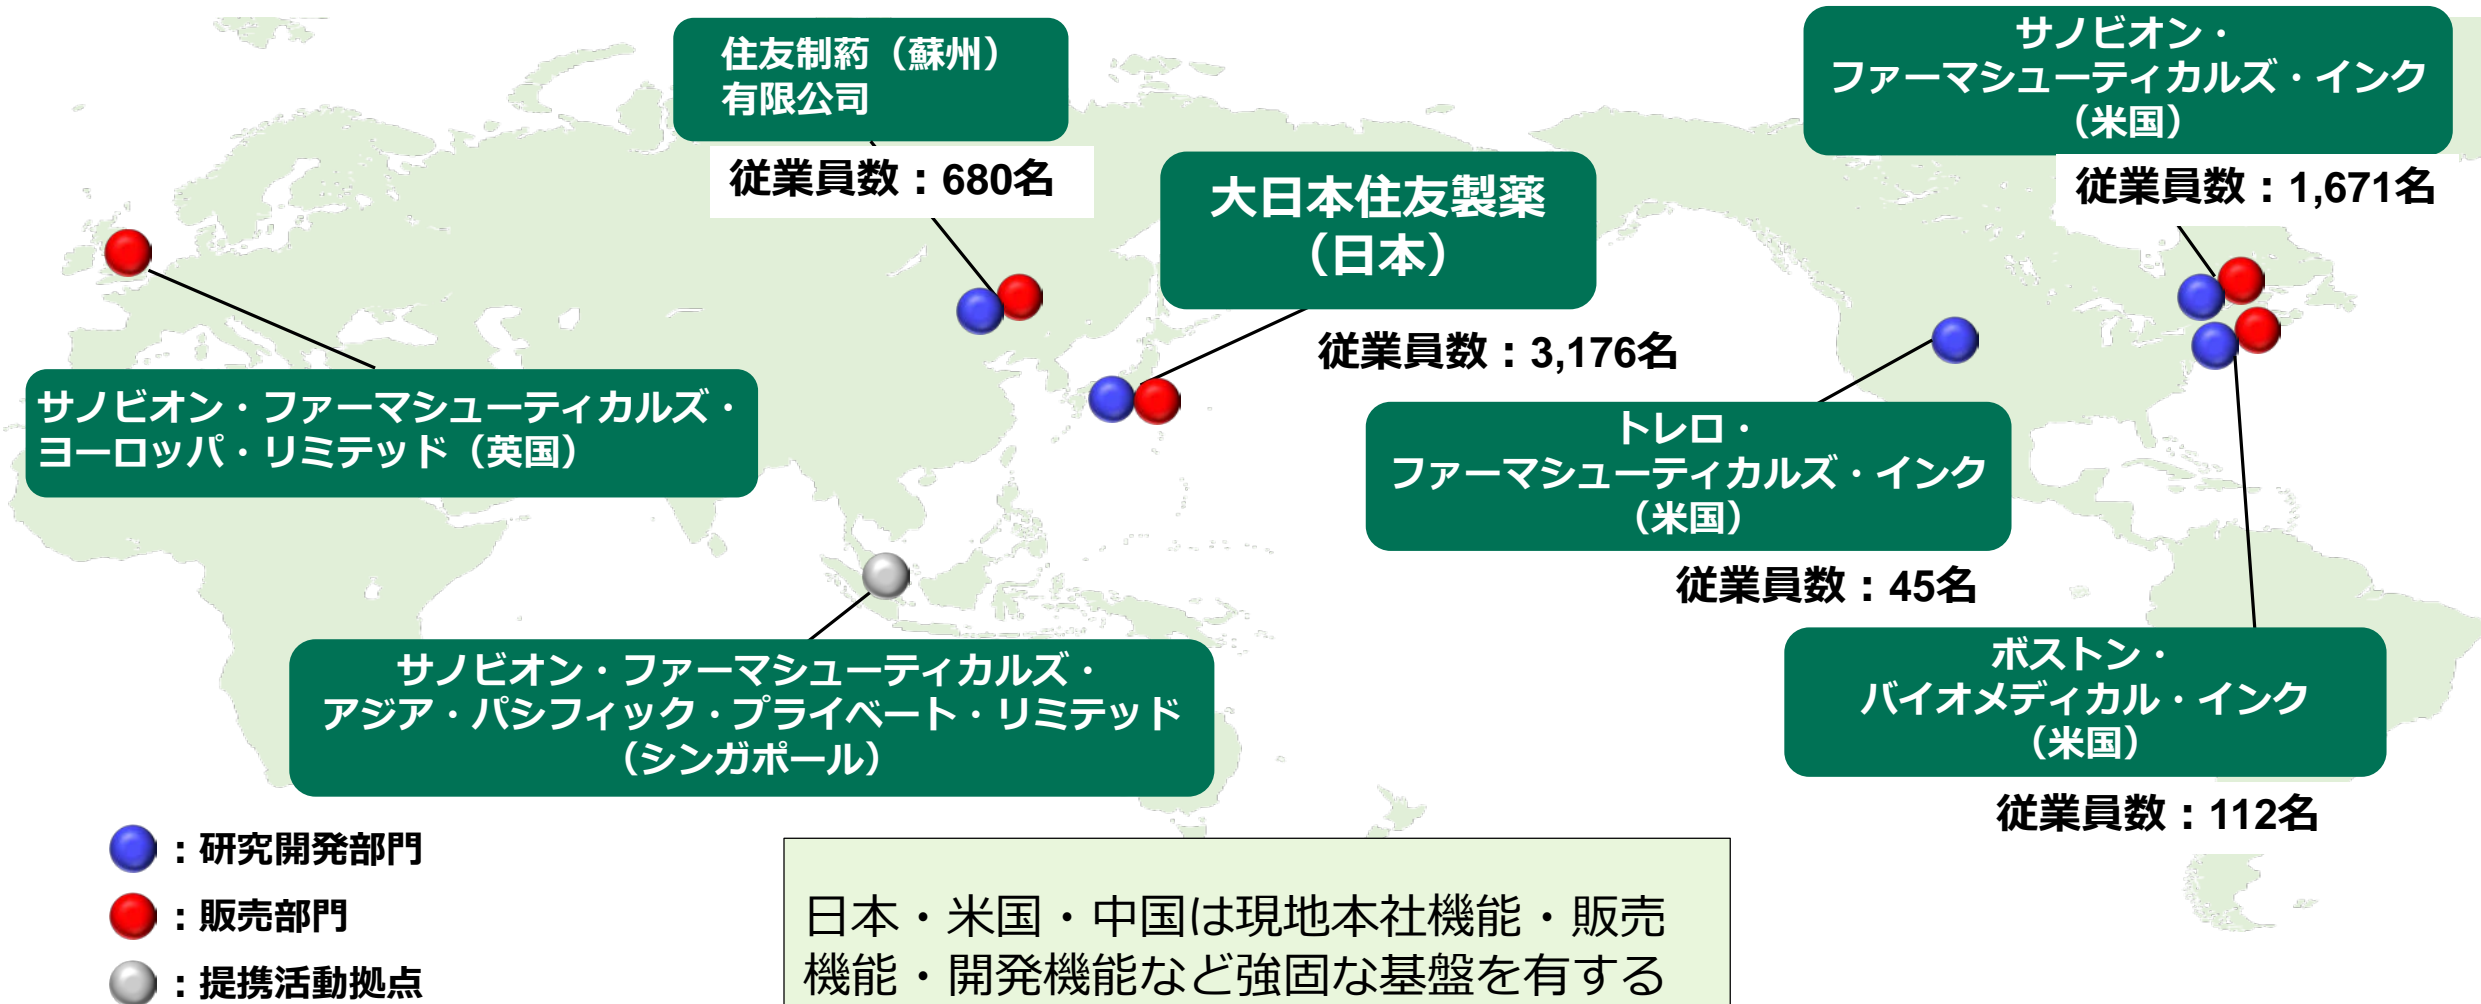 住友制药（蘇州）
有限公司
従業員数：680名
大日本住友製薬
（日本）
従業員数：3,176名
サノビオン・
ファーマシューティカルズ・インク
（米国）
従業員数：1,671名
サノビオン・ファーマシューティカルズ・
ヨーロッパ・リミテッド（英国）
トレロ・
ファーマシューティカルズ・インク
（米国）
従業員数：45名
サノビオン・ファーマシューティカルズ・
アジア・パシフィック・プライベート・リミテッド
（シンガポール）
ボストン・
バイオメディカル・インク
（米国）
従業員数：112名
：研究開発部門
：販売部門
：提携活動拠点
日本・米国・中国は現地本社機能・販売
機能・開発機能など強固な基盤を有する